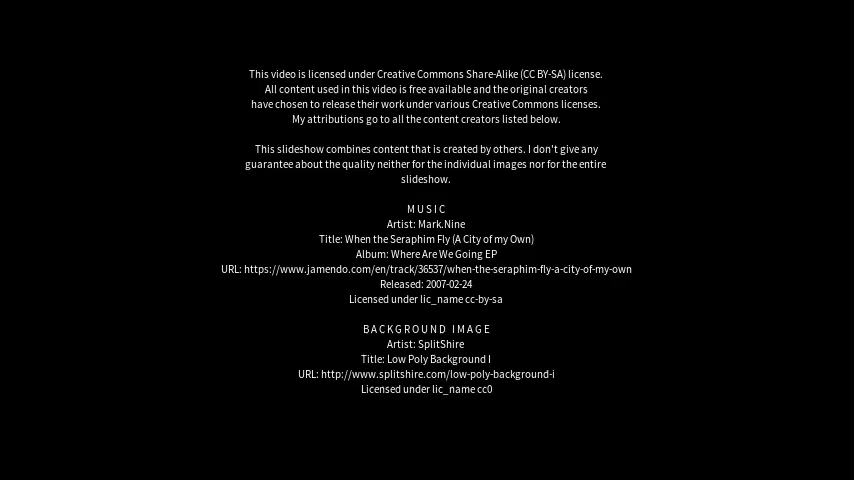 This video is licensed under Creative Commons Share-Alike (CC BY-SA) license.
All content used in this video is free available and the original creators
have chosen to release their work under various Creative Commons licenses.
My attributions go to all the content creators listed below.
This slideshow combines content that is created by others. I don't give any
guarantee about the quality neither for the individual images nor for the entire
slideshow.
MUSIC
Artist: Mark.Nine
Title: When the Seraphim Fly (A City of my Own)
Album: Where Are We Going EP
URL: https://www.jamendo.com/en/track/36537/when-the-seraphim-fly-a-city-of-my-own
Released: 2007-02-24
Licensed under lic_name cc-by-sa
BACKGROUND IMAGE
Artist: SplitShire
Title: Low Poly Background I
URL: http://www.splitshire.com/low-poly-background-i
Licensed under lic_name cc0